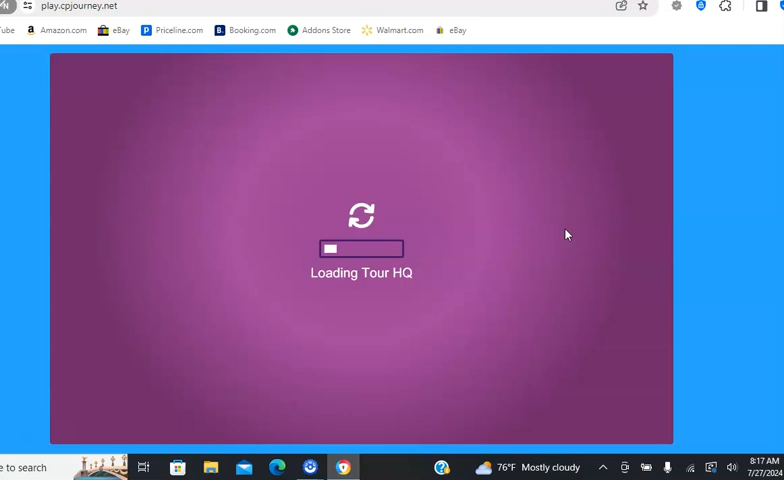 play.cpjourney.net
Tube Amazon.com eBay Priceline.com Booking.com Addons Store Walmart.com eBay
Loading Tour HQ
e to search
76°F Mostly cloudy
8:17 AM
7/27/2024